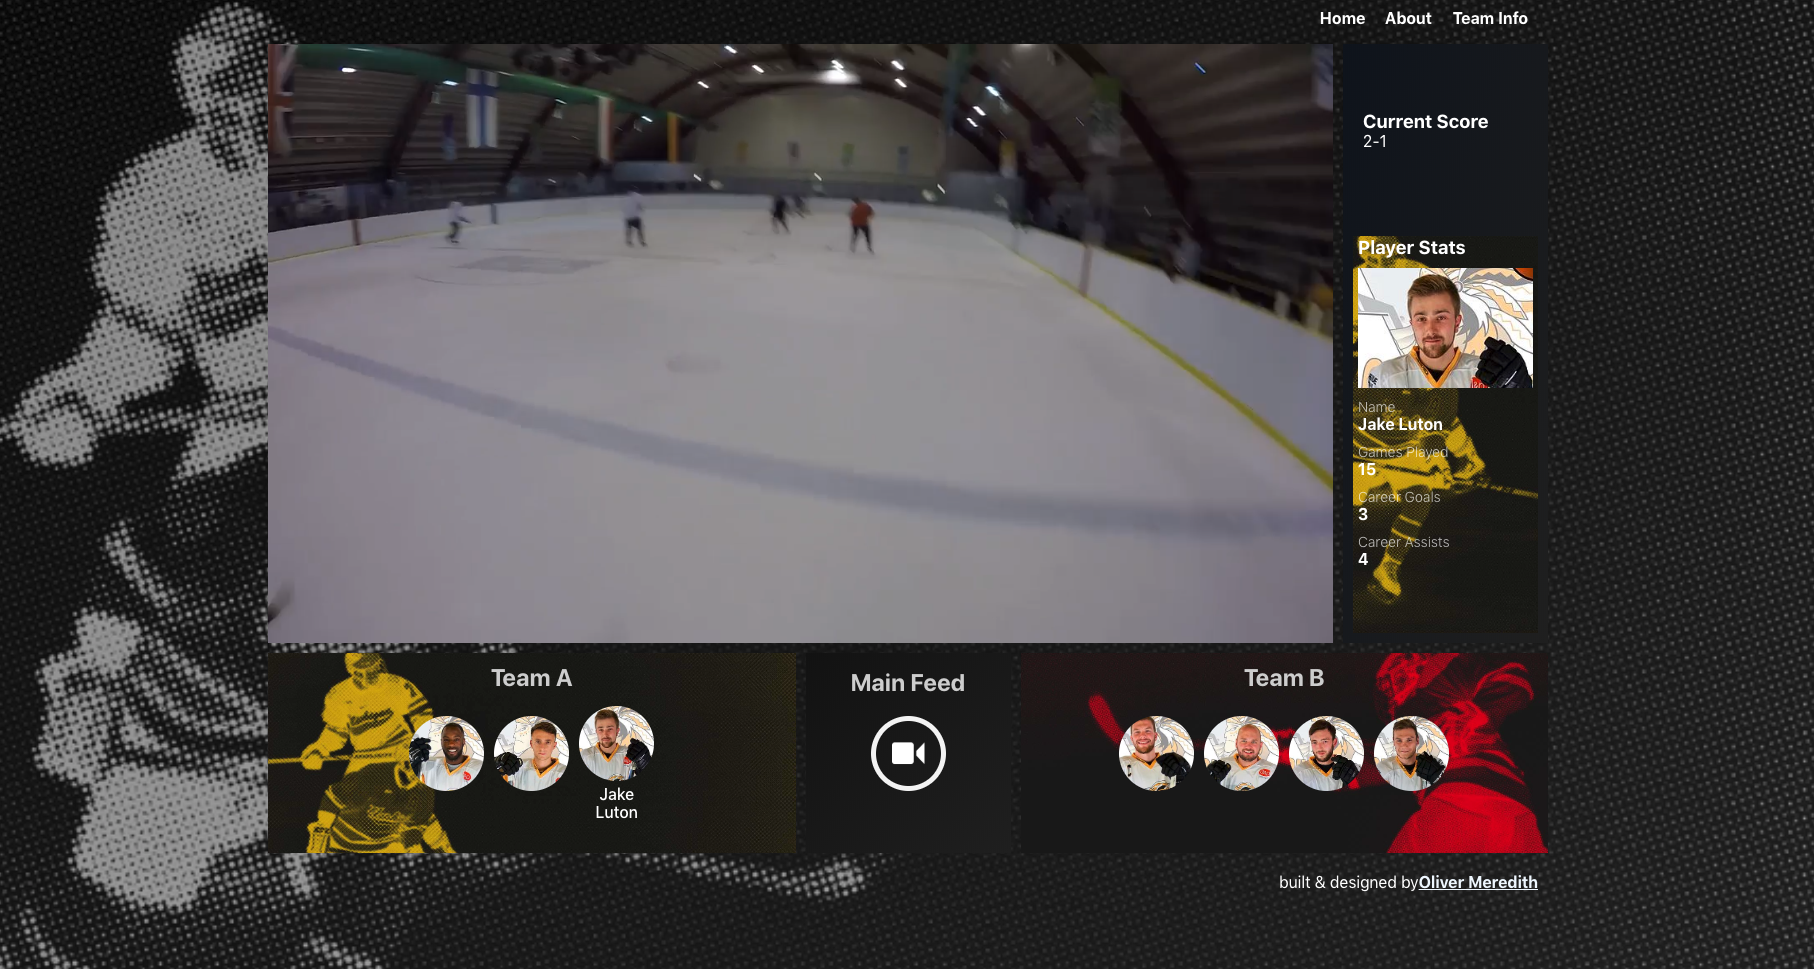 Home About Team Info
Current Score
2-1
Player Stats
Name
Jake Luton
Games Played
15
Career Goals
3
Career Assists
4
Team A
Main Feed
Team B
Jake
Luton
built & designed byOliver Meredith